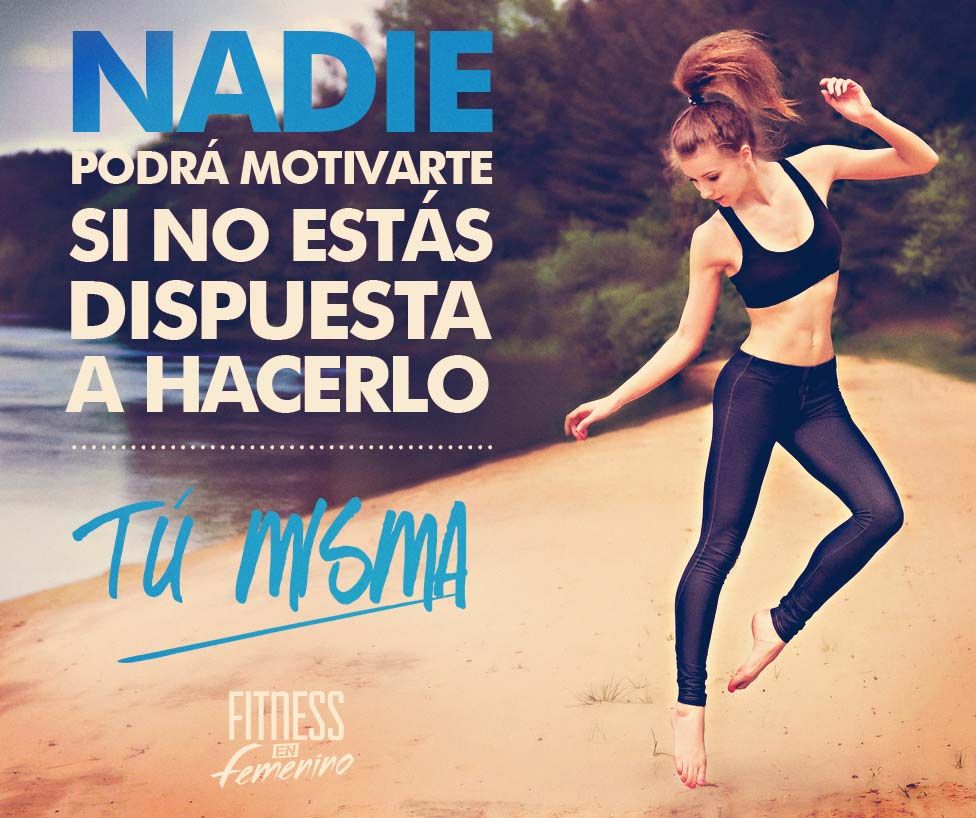 NADIE
PODRÁ MOTIVARTE
SI NO ESTÁS
DISPUESTA
A HACERLO
TÚ MISMA
FITNESS
EN
femenino